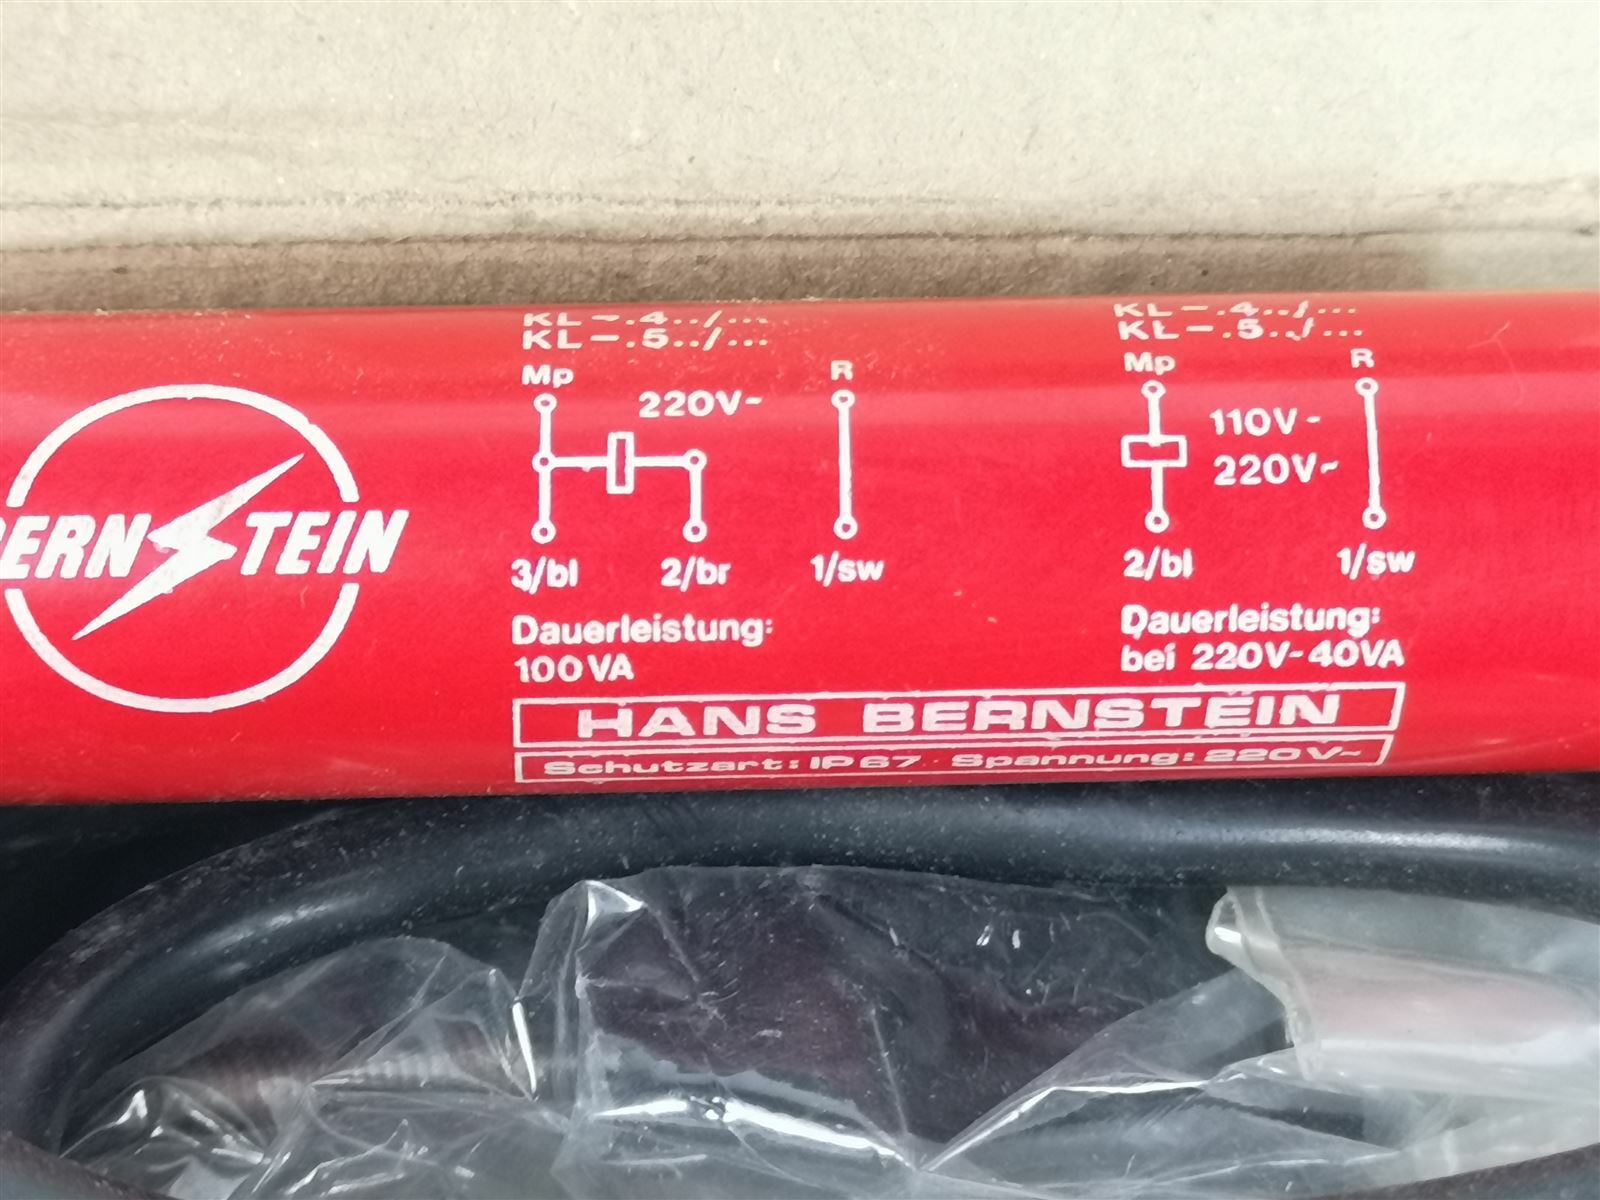 BERNSTEIN
KL-.4../...
KL-.5../...
Mp R
220V~
3/bl 2/br 1/sw
Dauerleistung:
100VA
KL-.4../...
KL-.5../...
Mp R
110V-
220V~
2/bl 1/sw
Dauerleistung:
bei 220V-40VA
HANS BERNSTEIN
Schutzart: IP67 · Spannung: 220V~